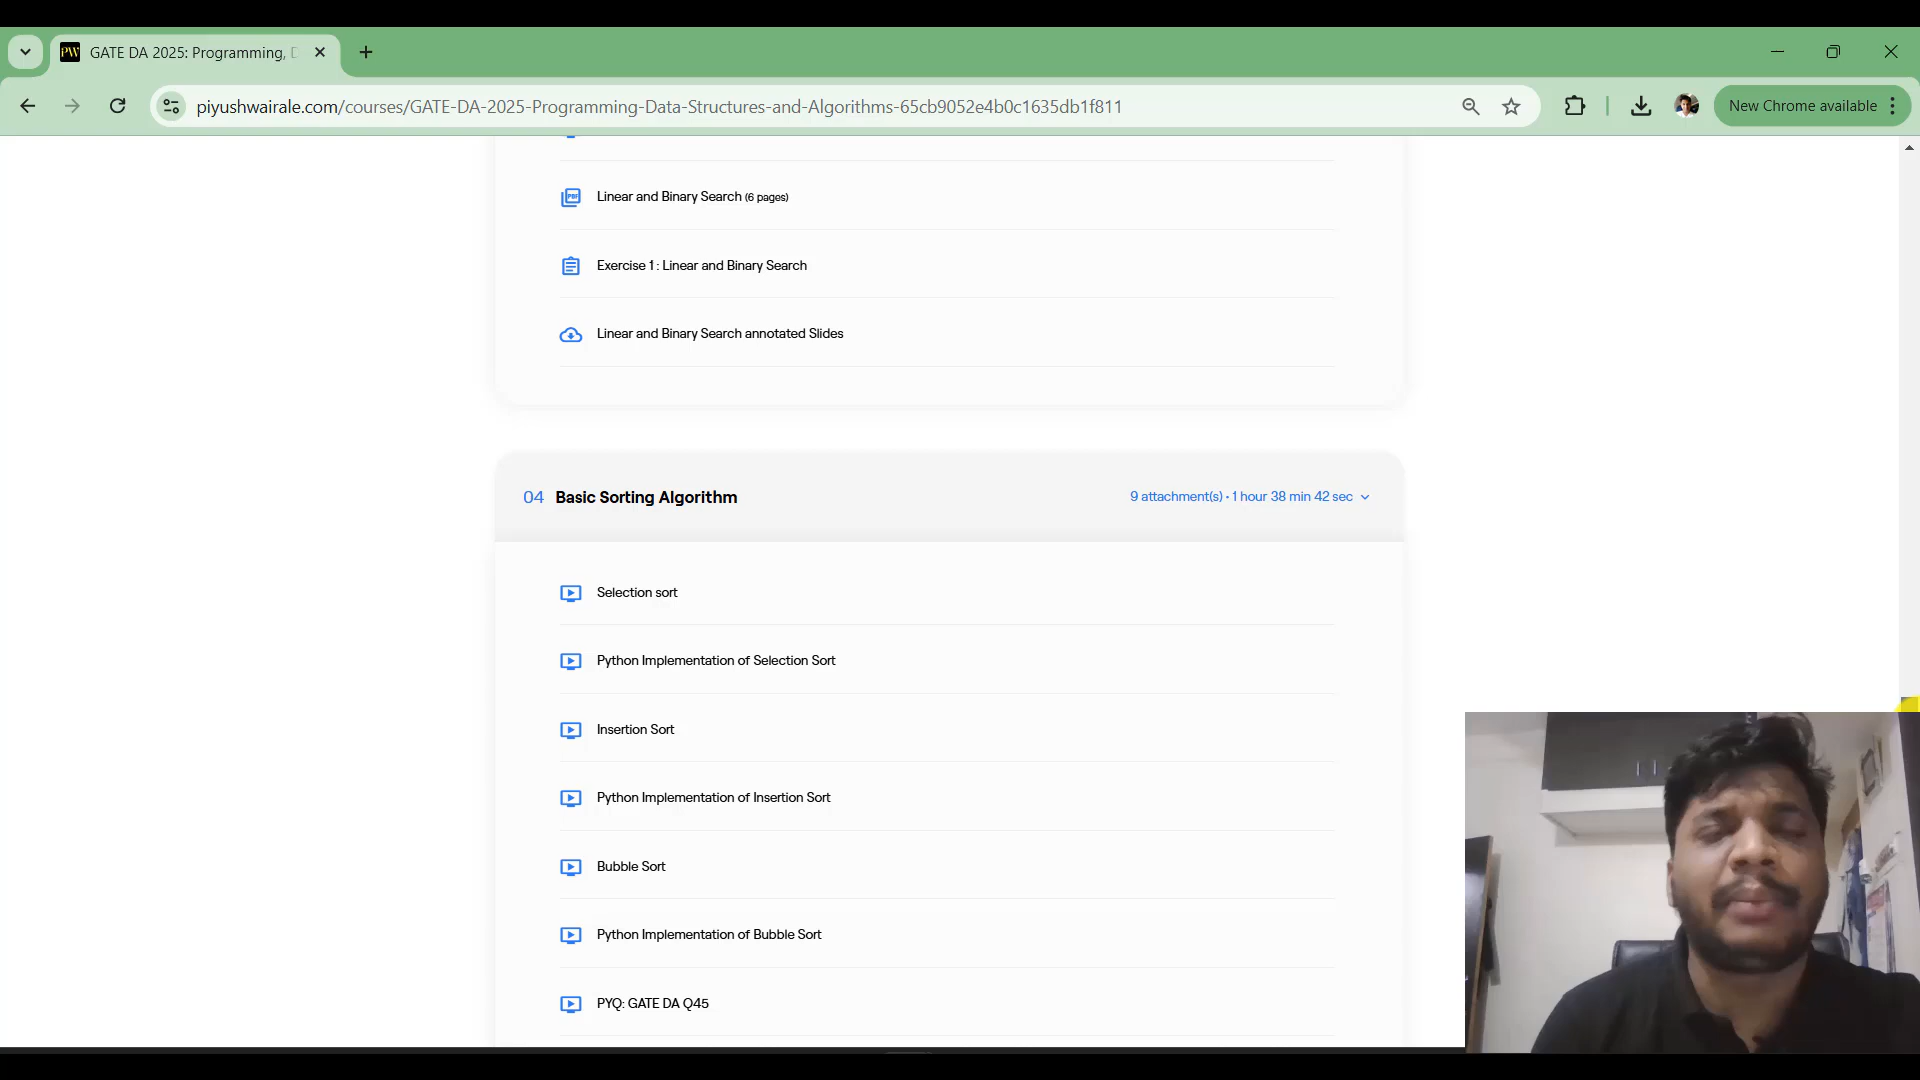 PW GATE DA 2025: Programming, D
piyushwairale.com/courses/GATE-DA-2025-Programming-Data-Structures-and-Algorithms-65cb9052e4b0c1635db1f811
New Chrome available
PDF Linear and Binary Search (6 pages)
Exercise 1 : Linear and Binary Search
Linear and Binary Search annotated Slides
04 Basic Sorting Algorithm 9 attachment(s) • 1 hour 38 min 42 sec
Selection sort
Python Implementation of Selection Sort
Insertion Sort
Python Implementation of Insertion Sort
Bubble Sort
Python Implementation of Bubble Sort
PYQ: GATE DA Q45